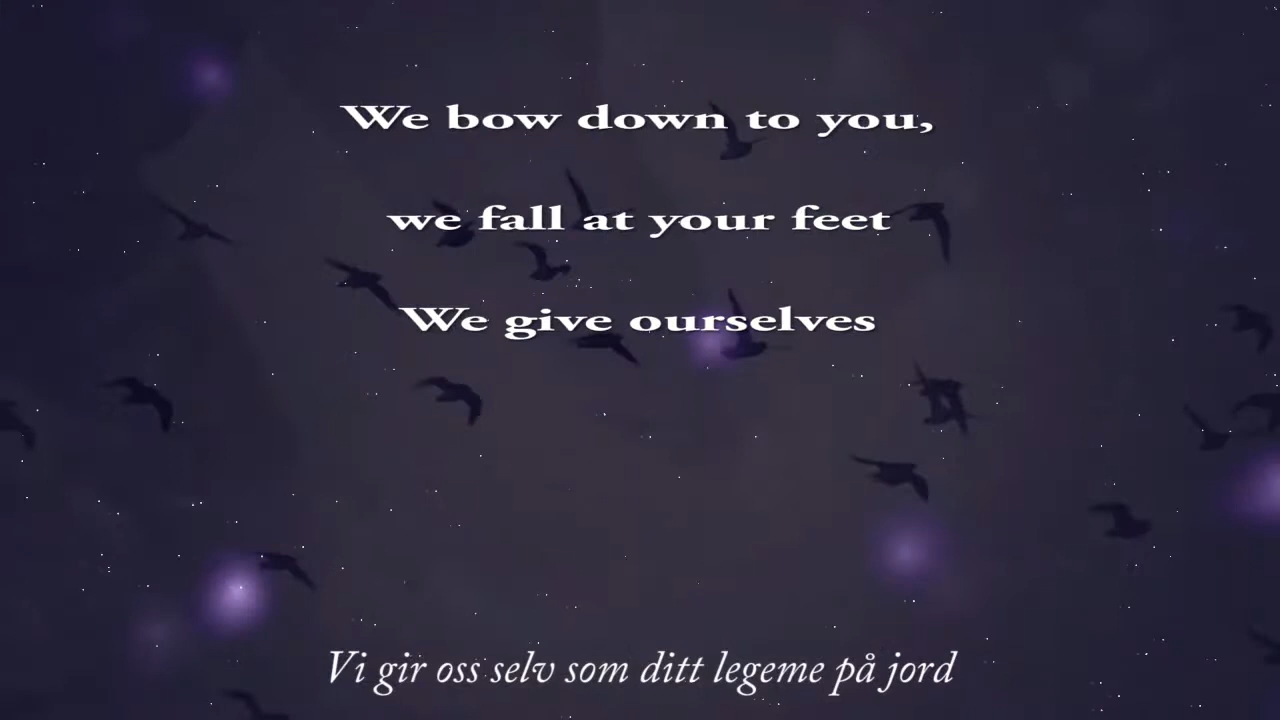 We bow down to you,
we fall at your feet
We give ourselves
Vi gir oss selv som ditt legeme på jord